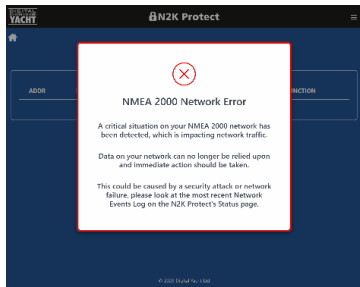 DIGITAL
YACHT
N2K Protect
ADDR
NMEA 2000 Network Error
A critical situation on your NMEA 2000 network has
been detected, which is impacting network traffic.
Data on your network can no longer be relied upon
and immediate action should be taken.
This could be caused by a security attack or network
failure, please look at the most recent Network
Events Log on the N2K Protect's Status page.